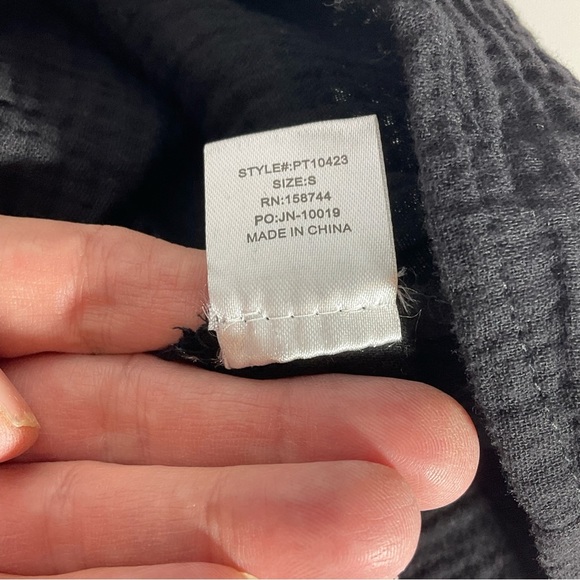 STYLE#:PT10423
SIZE:S
RN:158744
PO:JN-10019
MADE IN CHINA